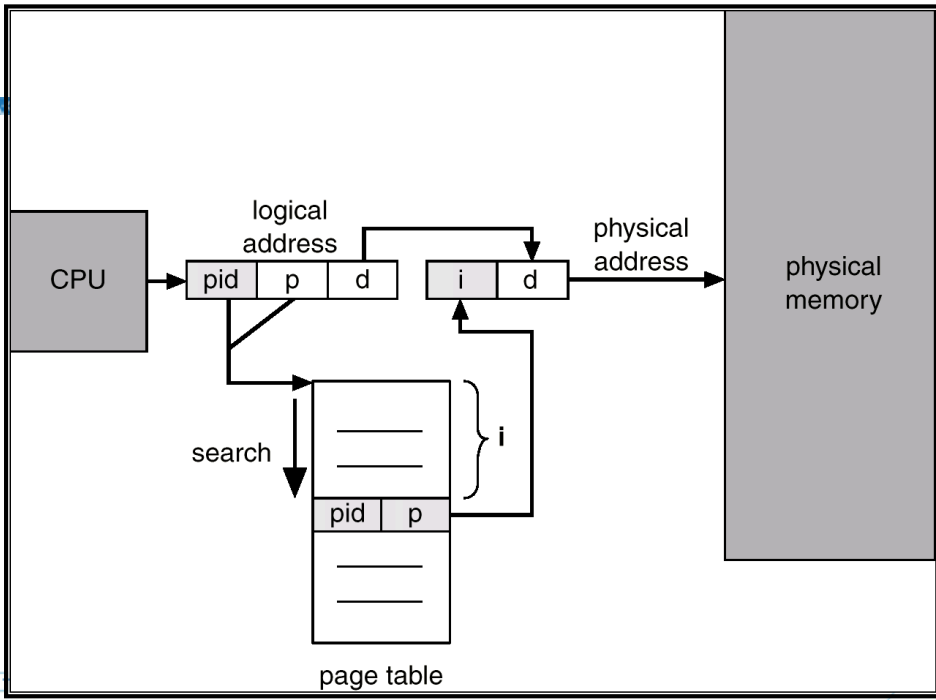 logical
address
physical
address
CPU
pid p d
i d
physical
memory
search
i
pid p
page table